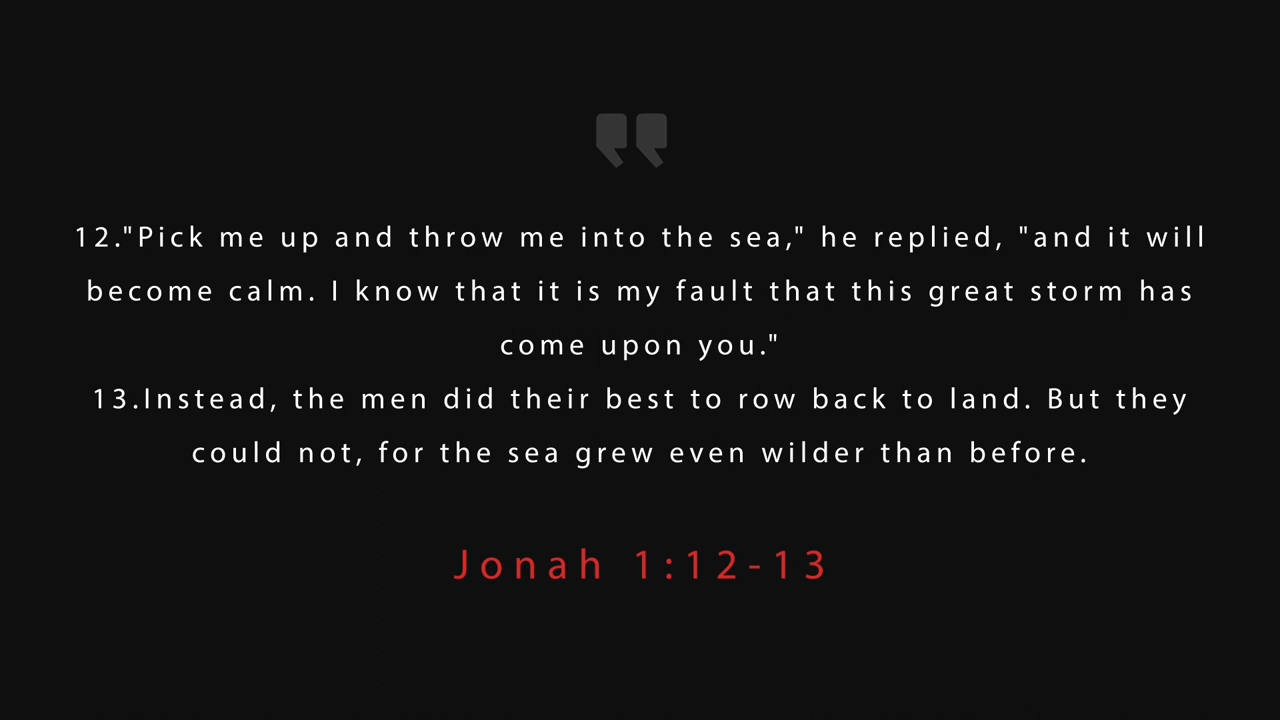 12."Pick me up and throw me into the sea," he replied, "and it will
become calm. I know that it is my fault that this great storm has
come upon you."
13.Instead, the men did their best to row back to land. But they
could not, for the sea grew even wilder than before.
Jonah 1:12-13